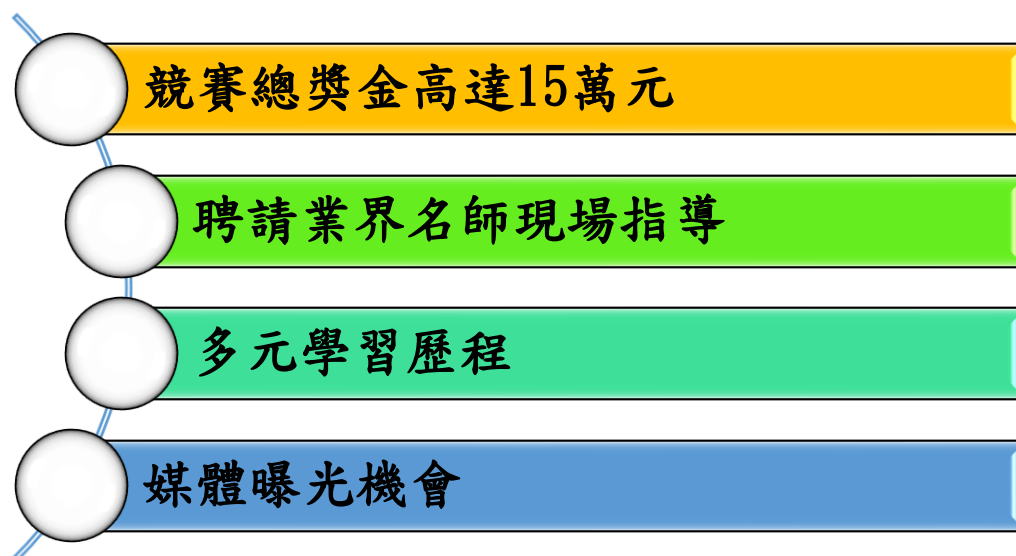 競賽總獎金高達15萬元
聘請業界名師現場指導
多元學習歷程
媒體曝光機會